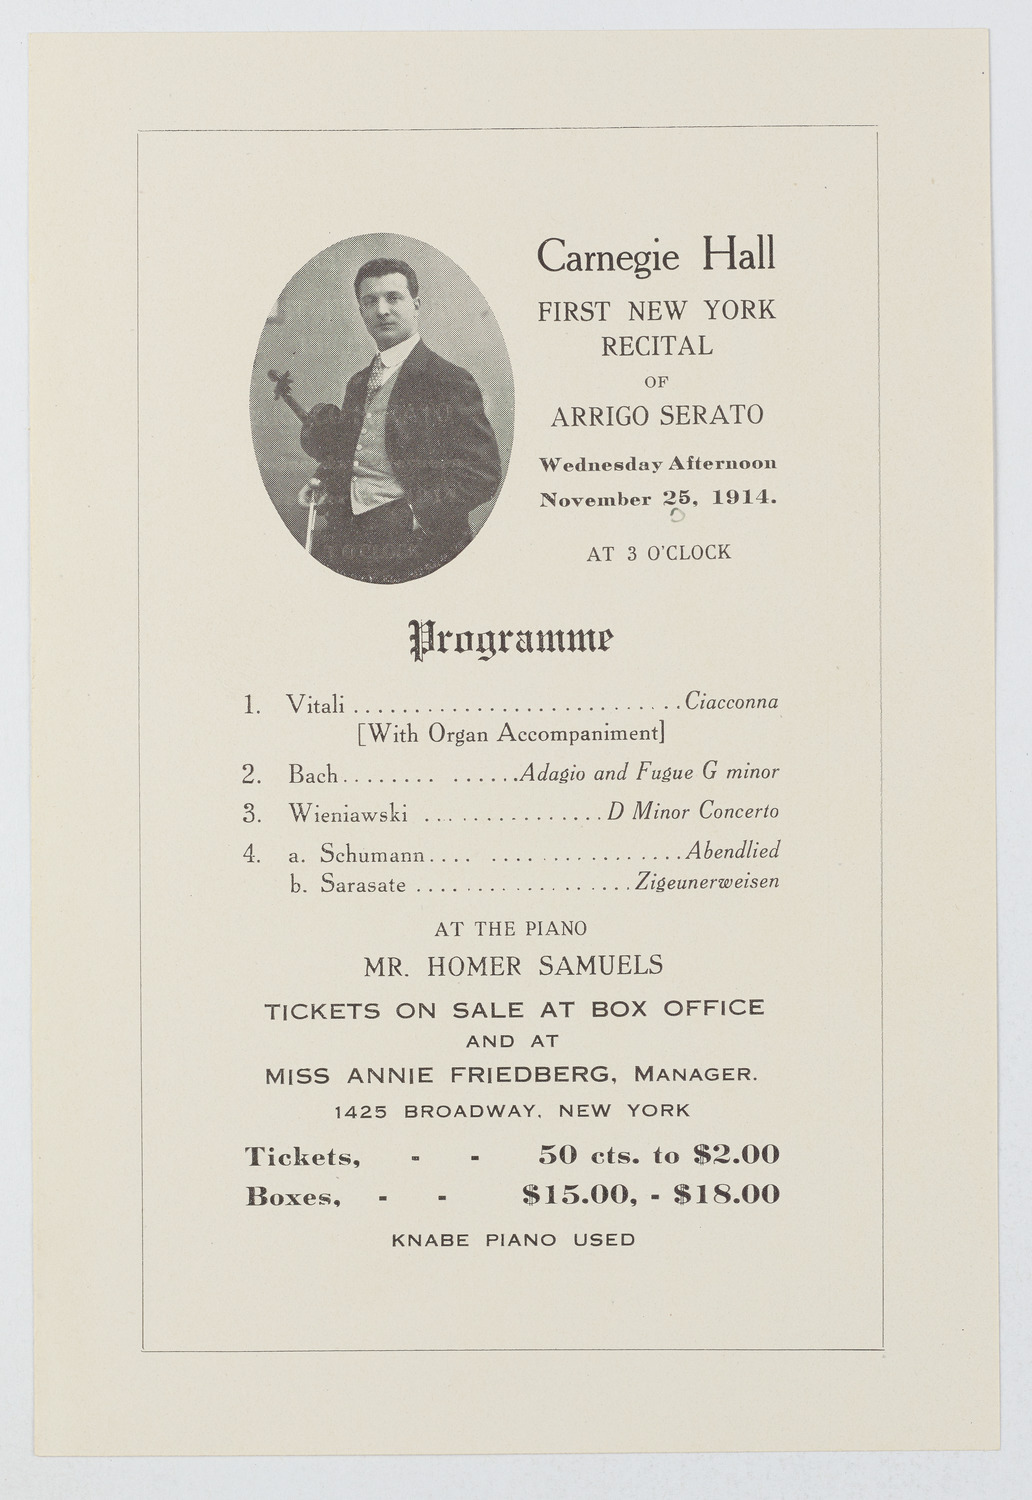 Carnegie Hall
FIRST NEW YORK
RECITAL
OF
ARRIGO SERATO
Wednesday Afternoon
November 25, 1914.
AT 3 O'CLOCK
Programme
1. Vitali ........................... Ciacconna
[With Organ Accompaniment]
2. Bach........ ......Adagio and Fugue G minor
3. Wieniawski ............... D Minor Concerto
4. a. Schumann.... ................Abendlied
b. Sarasate ..................Zigeunerweisen
AT THE PIANO
MR. HOMER SAMUELS
TICKETS ON SALE AT BOX OFFICE
AND AT
MISS ANNIE FRIEDBERG, MANAGER.
1425 BROADWAY, NEW YORK
Tickets, - - 50 cts. to $2.00
Boxes, - - $15.00, - $18.00
KNABE PIANO USED